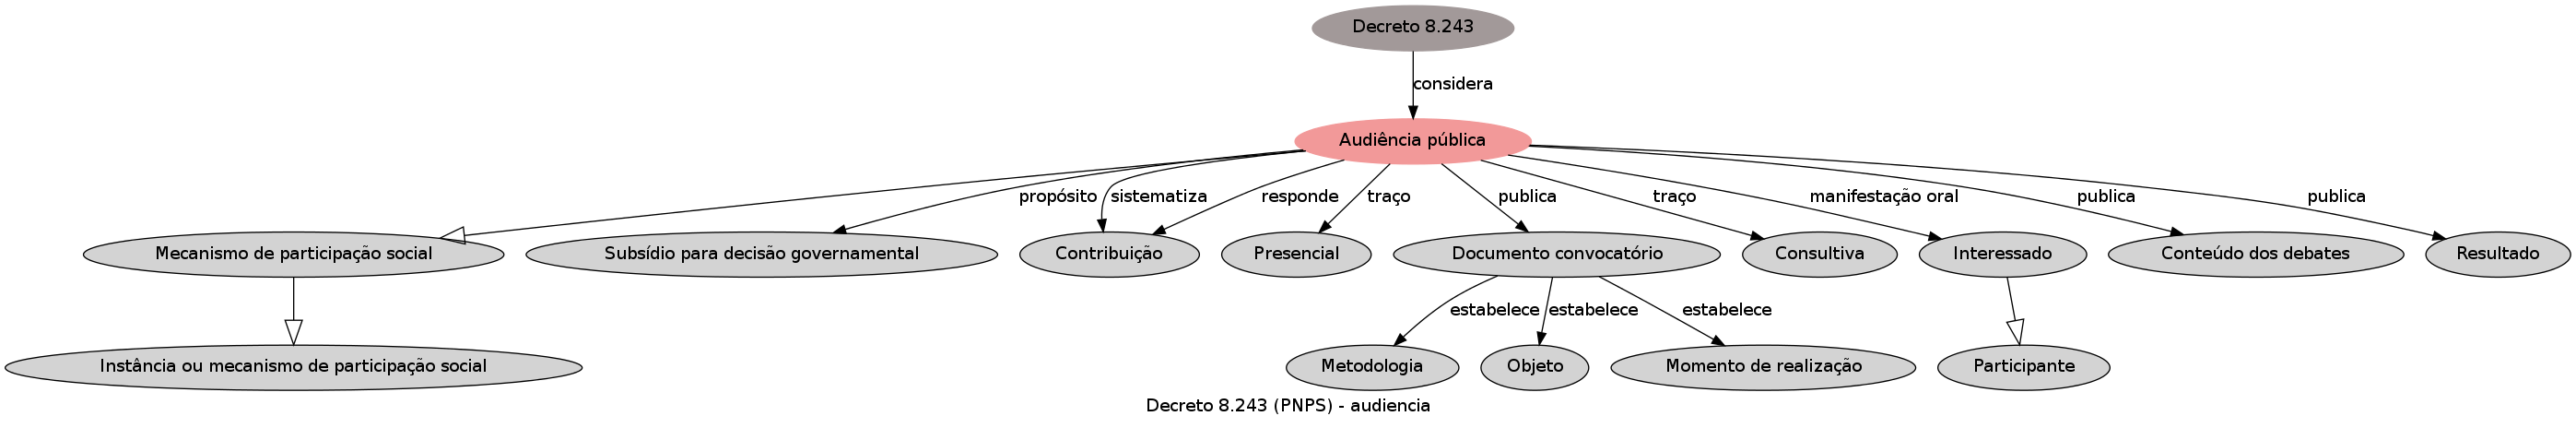 Decreto 8.243
considera
Audiência pública
propósito
sistematiza
responde
traço
publica
traço
manifestação oral
publica
publica
Mecanismo de participação social
Subsídio para decisão governamental
Contribuição
Presencial
Documento convocatório
Consultiva
Interessado
Conteúdo dos debates
Resultado
estabelece
estabelece
estabelece
Instância ou mecanismo de participação social
Metodologia
Objeto
Momento de realização
Participante
Decreto 8.243 (PNPS) - audiencia